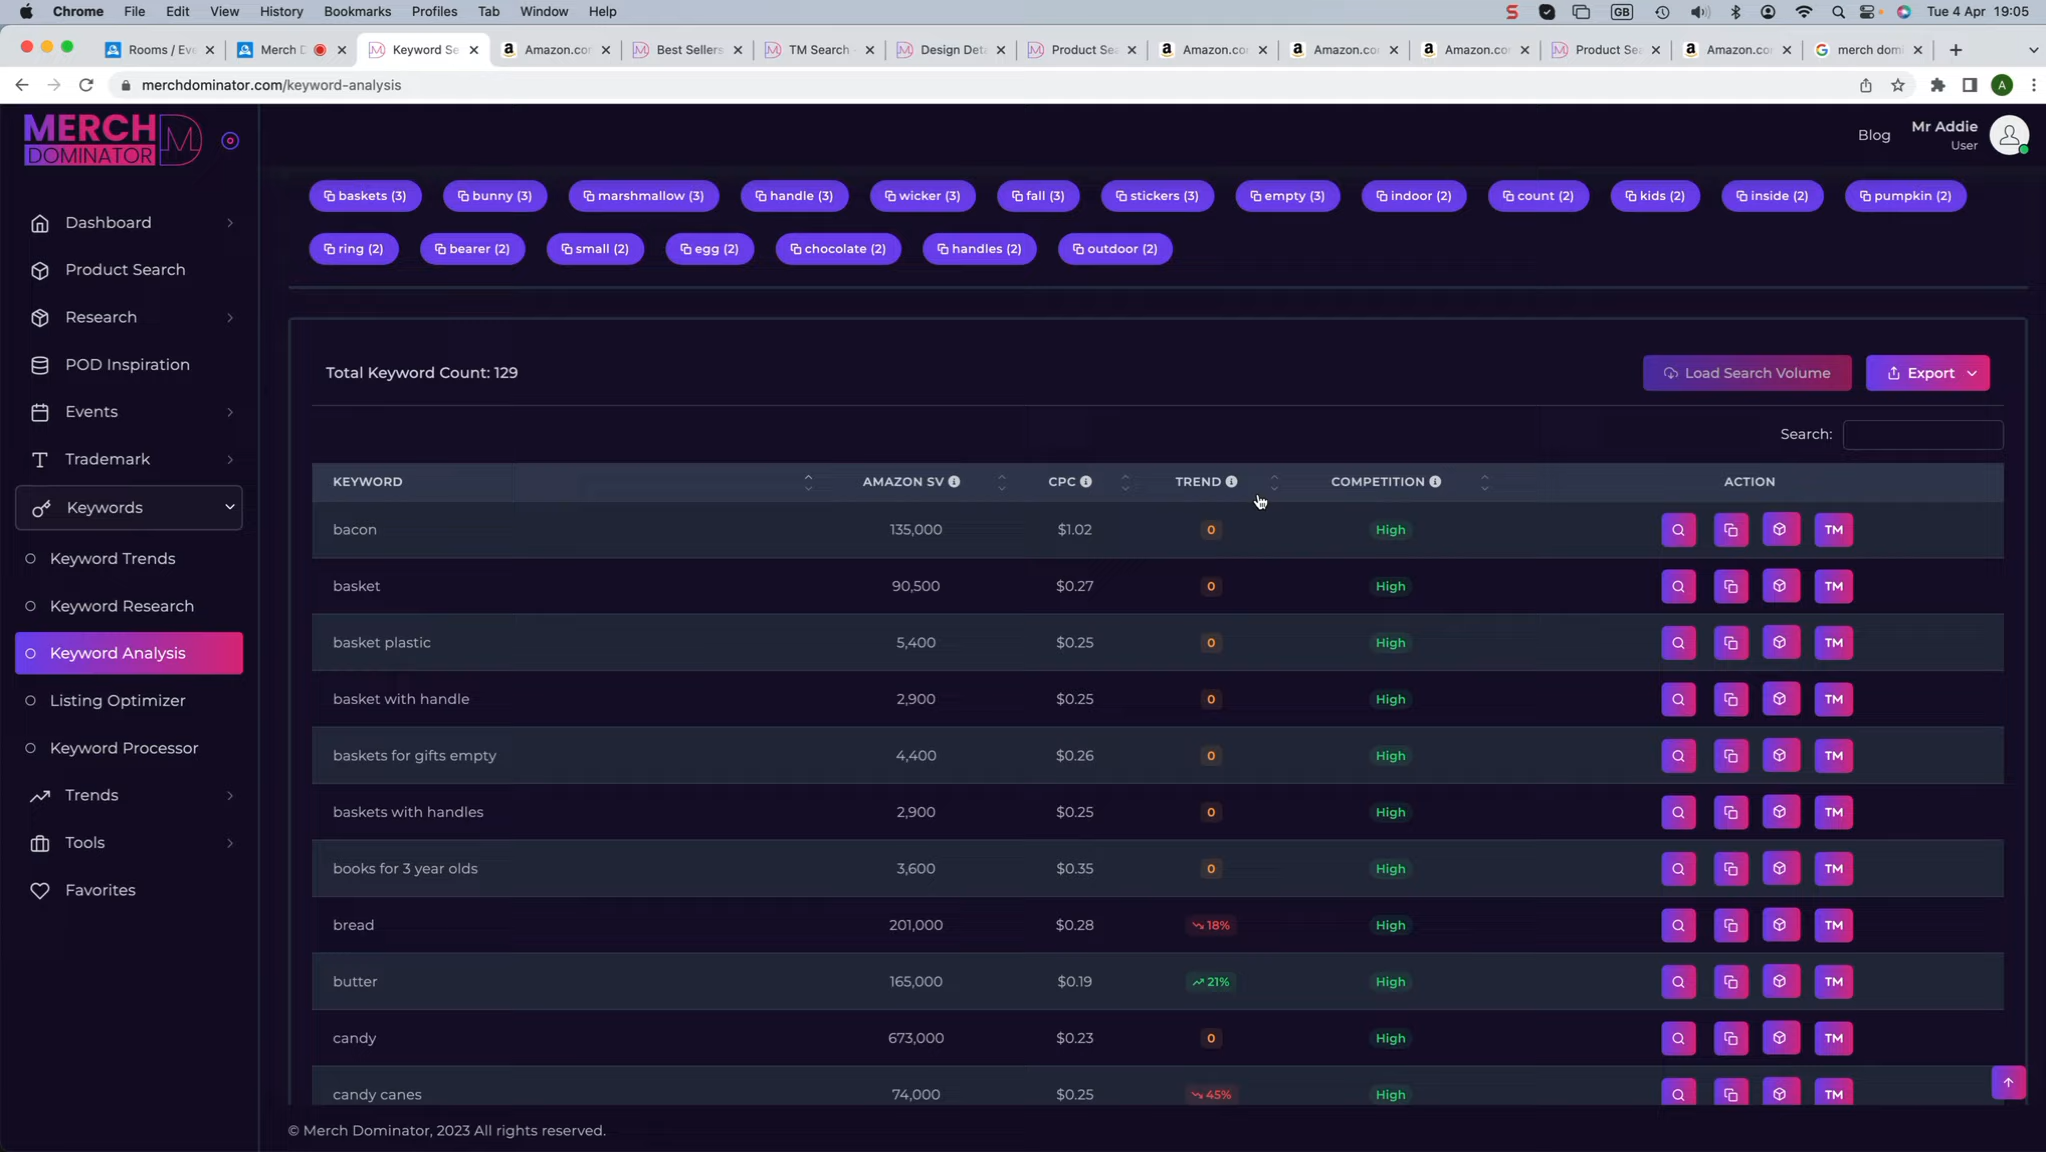 Chrome File Edit View History Bookmarks Profiles Tab Window Help GB Tue 4 Apr 19:05
Rooms / Eve Merch D Keyword Se Amazon.co Best Sellers TM Search Design Deta Product Sea Amazon.co Amazon.co Amazon.co Product Sea Amazon.co merch domi
merchdominator.com/keyword-analysis A
MERCH DOMINATOR
Blog
Mr Addie
User
baskets (3) bunny (3) marshmallow (3) handle (3) wicker (3) fall (3) stickers (3) empty (3) indoor (2) count (2) kids (2) inside (2) pumpkin (2)
ring (2) bearer (2) small (2) egg (2) chocolate (2) handles (2) outdoor (2)
Dashboard
Product Search
Research
POD Inspiration
Events
Trademark
Keywords
Keyword Trends
Keyword Research
Keyword Analysis
Listing Optimizer
Keyword Processor
Trends
Tools
Favorites
Total Keyword Count: 129 Load Search Volume Export
Search:
KEYWORD AMAZON SV CPC TREND COMPETITION ACTION
bacon 135,000 $1.02 0 High TM
basket 90,500 $0.27 0 High TM
basket plastic 5,400 $0.25 0 High TM
basket with handle 2,900 $0.25 0 High TM
baskets for gifts empty 4,400 $0.26 0 High TM
baskets with handles 2,900 $0.25 0 High TM
books for 3 year olds 3,600 $0.35 0 High TM
bread 201,000 $0.28 18% High TM
butter 165,000 $0.19 21% High TM
candy 673,000 $0.23 0 High TM
candy canes 74,000 $0.25 45% High TM
© Merch Dominator, 2023 All rights reserved.